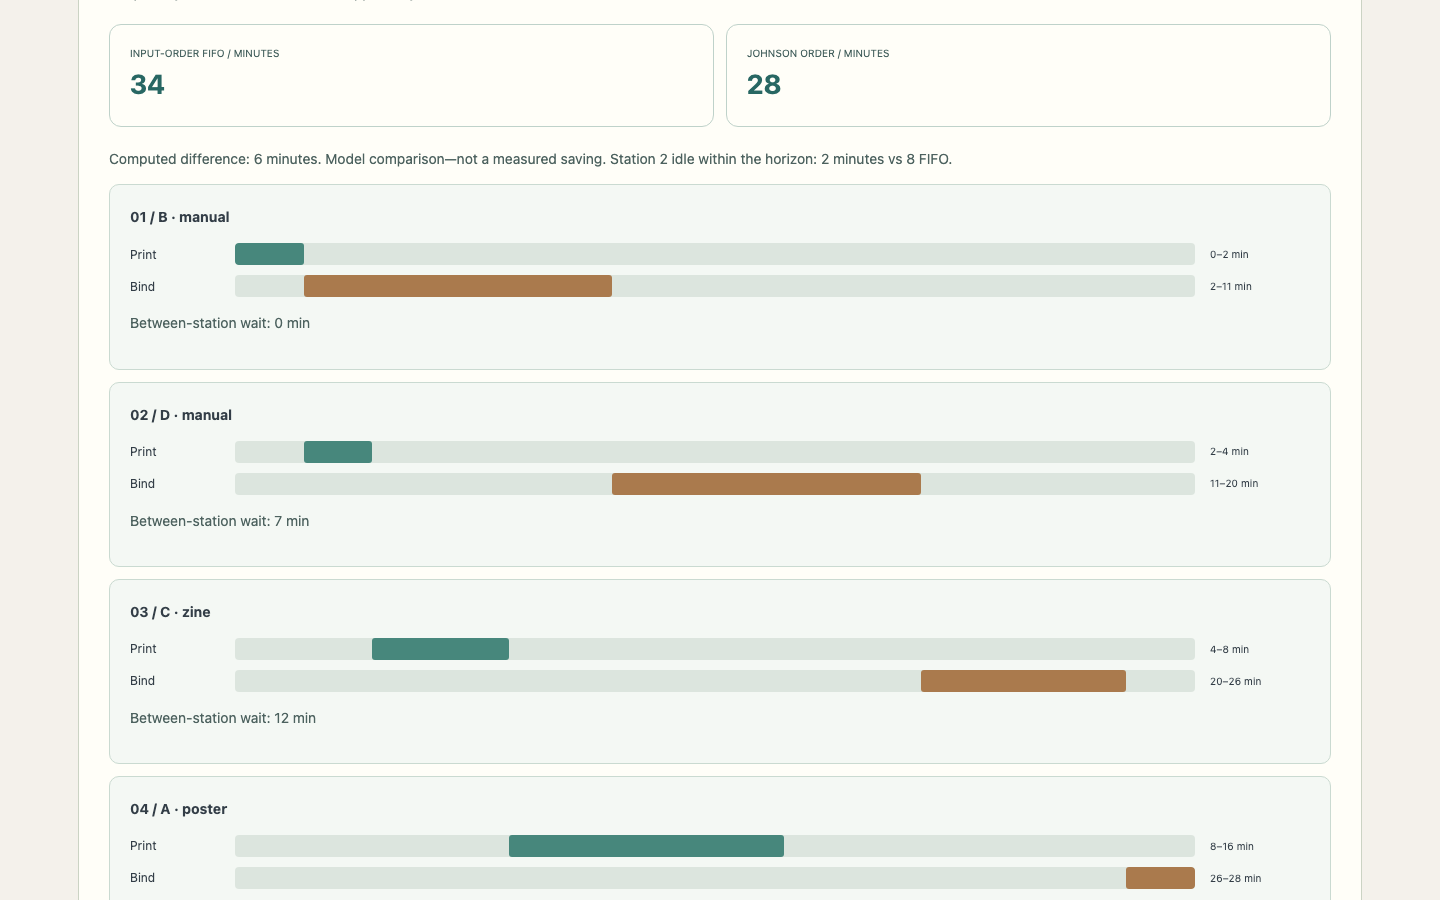 INPUT-ORDER FIFO / MINUTES
34
JOHNSON ORDER / MINUTES
28
Computed difference: 6 minutes. Model comparison—not a measured saving. Station 2 idle within the horizon: 2 minutes vs 8 FIFO.
01 / B · manual
Print
0–2 min
Bind
2–11 min
Between-station wait: 0 min
02 / D · manual
Print
2–4 min
Bind
11–20 min
Between-station wait: 7 min
03 / C · zine
Print
4–8 min
Bind
20–26 min
Between-station wait: 12 min
04 / A · poster
Print
8–16 min
Bind
26–28 min